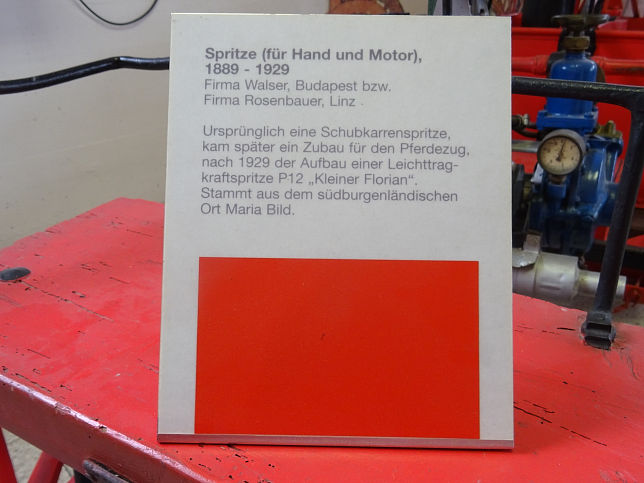 Spritze (für Hand und Motor),
1889 - 1929
Firma Walser, Budapest bzw.
Firma Rosenbauer, Linz .
Ursprünglich eine Schubkarrenspritze,
kam später ein Zubau für den Pferdezug,
nach 1929 der Aufbau einer Leichttrag-
kraftspritze P12 „Kleiner Florian“.
Stammt aus dem südburgenländischen
Ort Maria Bild.